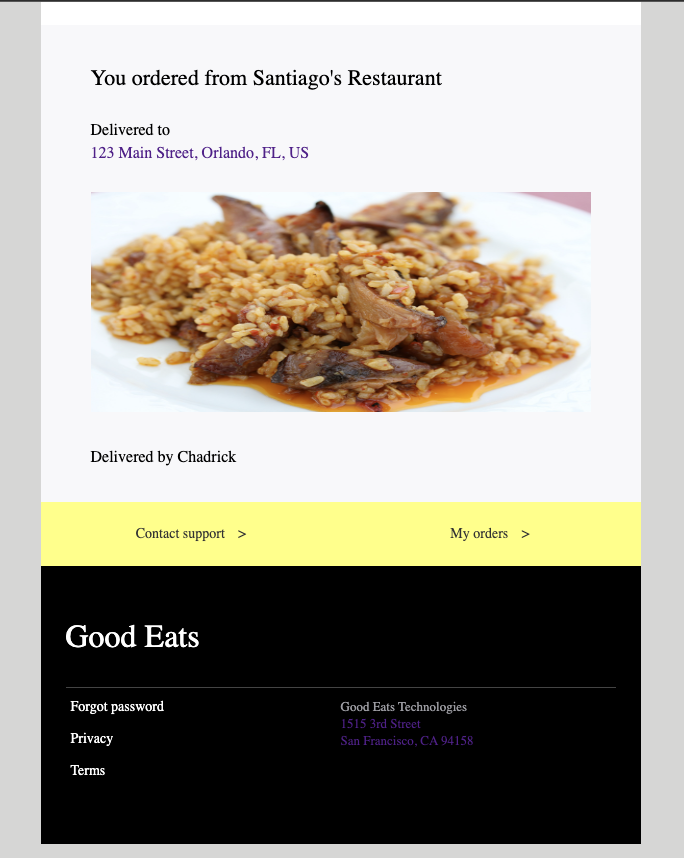 You ordered from Santiago's Restaurant
Delivered to
123 Main Street, Orlando, FL, US
Delivered by Chadrick
Contact support >
My orders >
Good Eats
Forgot password
Privacy
Terms
Good Eats Technologies
1515 3rd Street
San Francisco, CA 94158